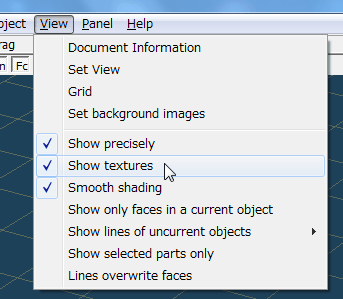 bject View Panel Help
rag
n Fc
Document Information
Set View
Grid
Set background images
Show precisely
Show textures
Smooth shading
Show only faces in a current object
Show lines of uncurrent objects
Show selected parts only
Lines overwrite faces